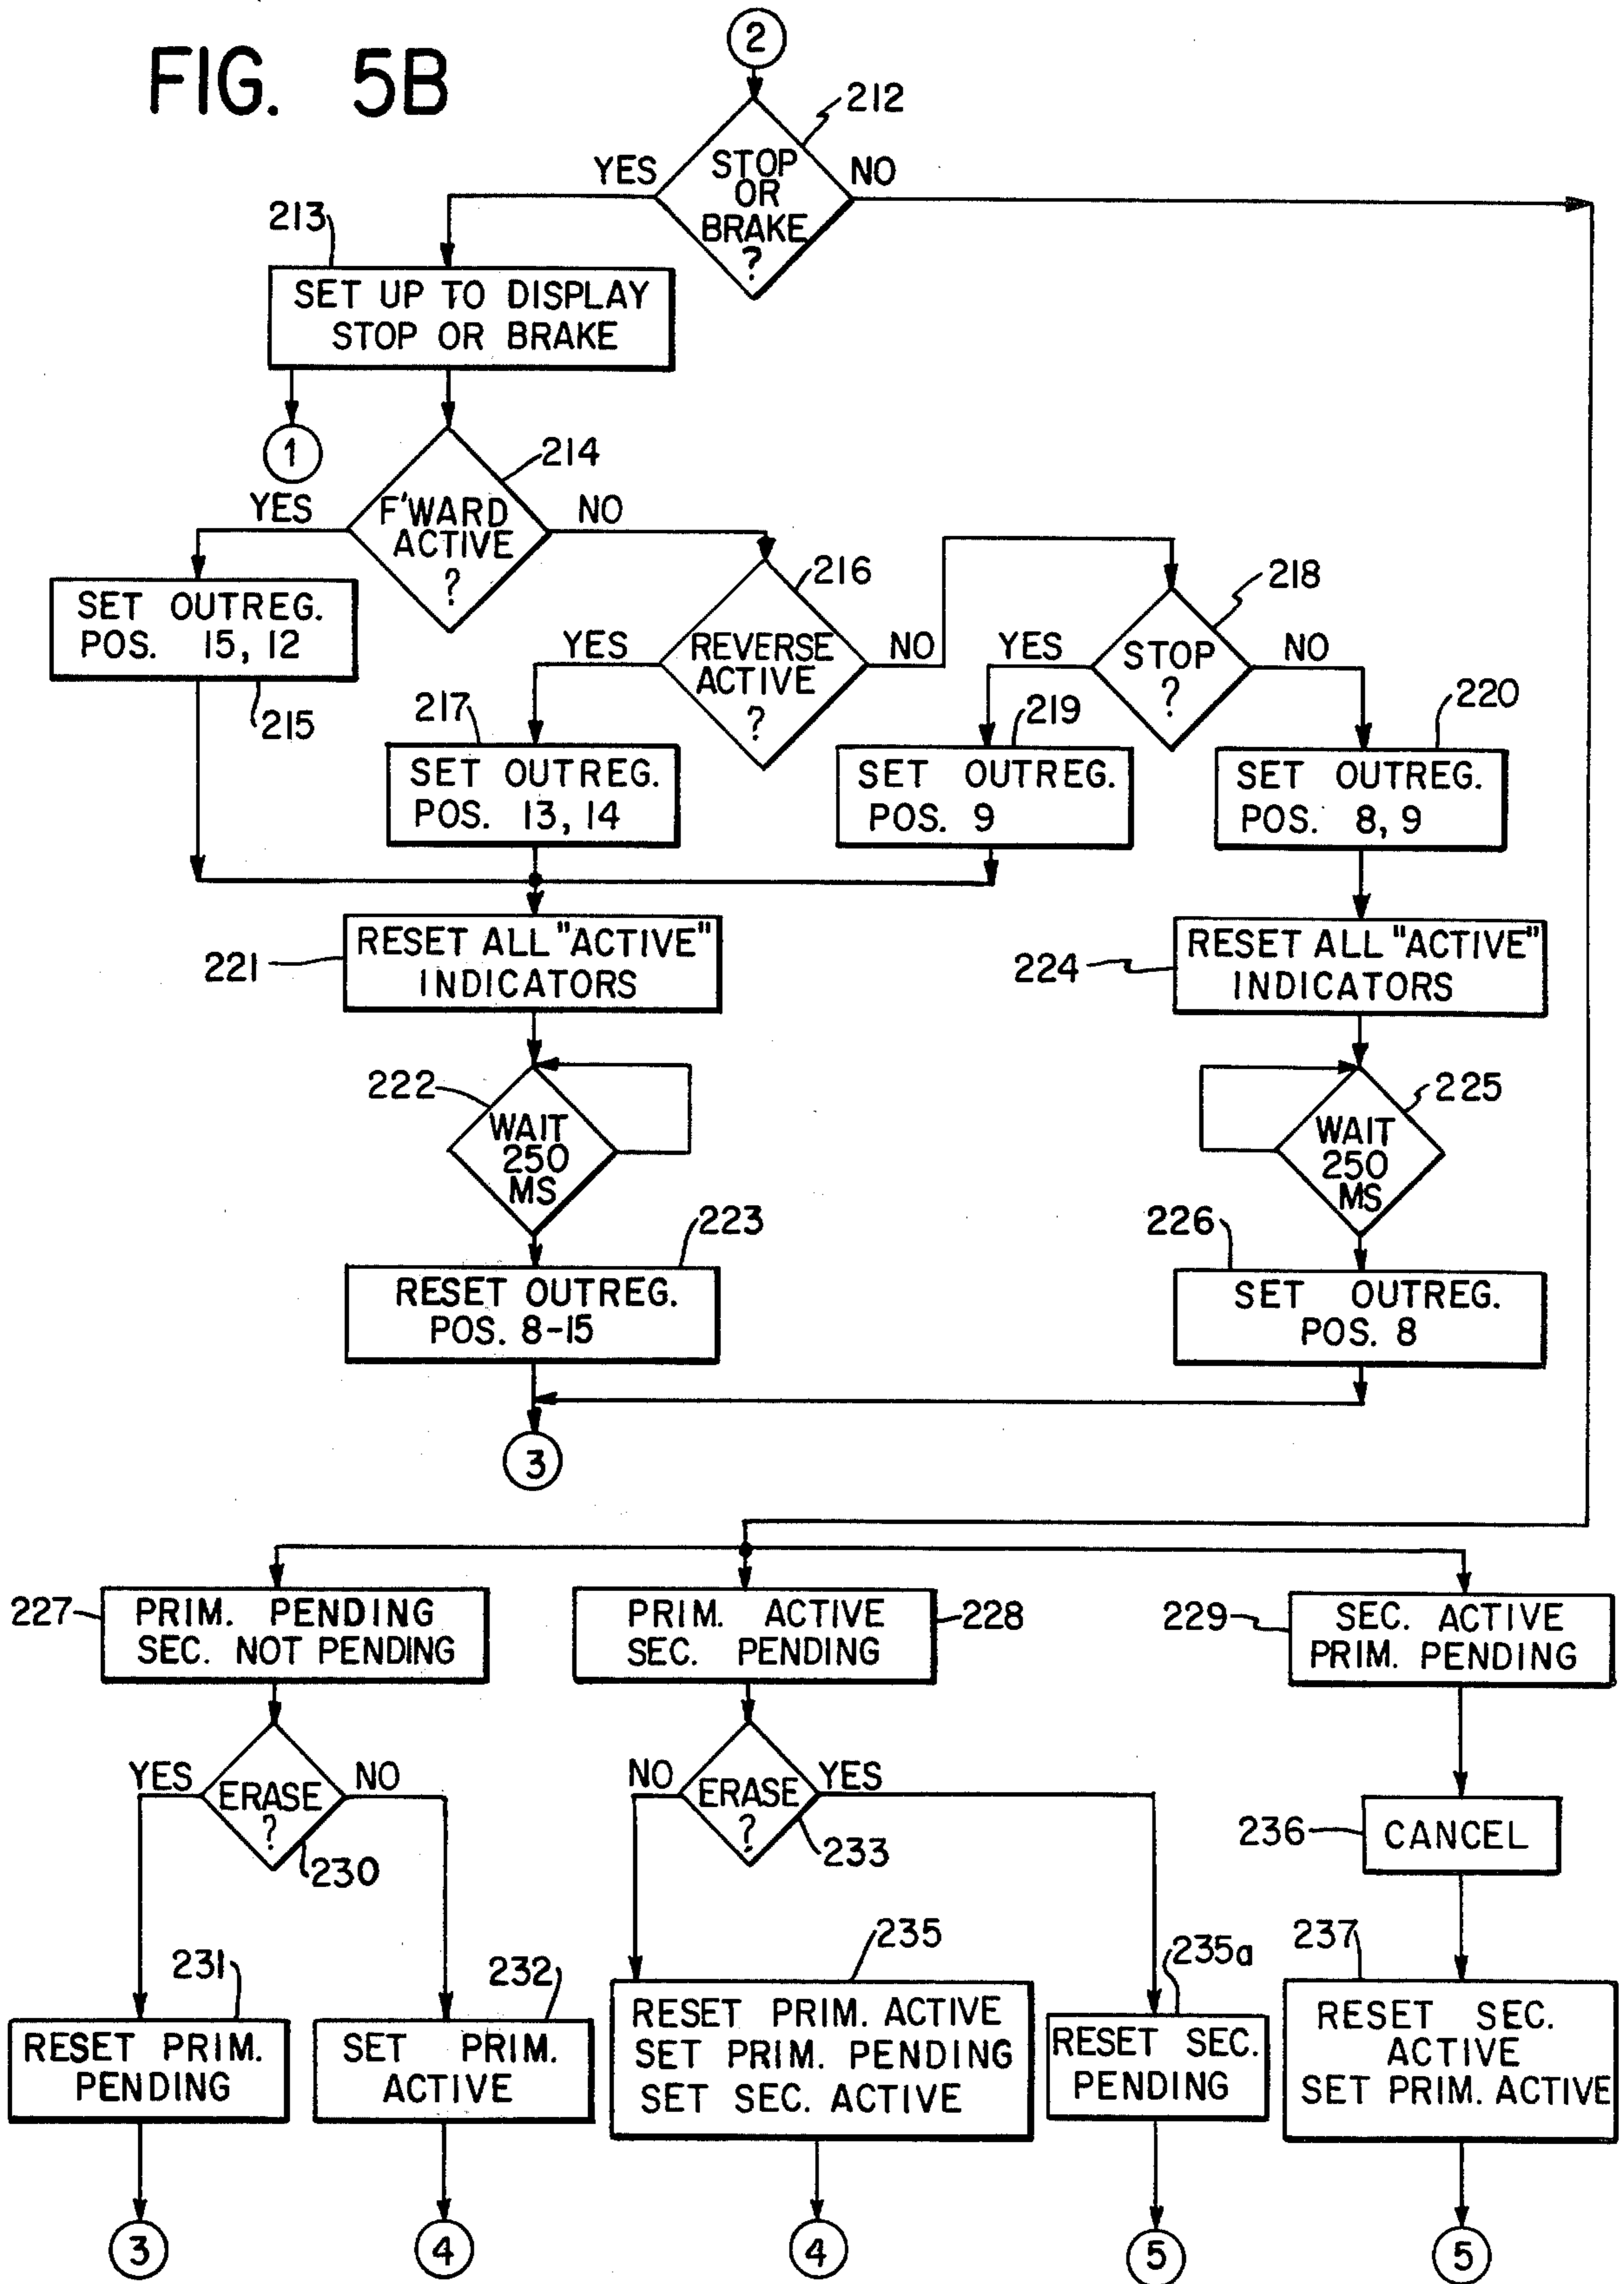 FIG. 5B
2
212
STOP
OR
BRAKE
?
YES
NO
213
SET UP TO DISPLAY
STOP OR BRAKE
1
214
F'WARD
ACTIVE
?
YES
NO
SET OUTREG.
POS. 15, 12
215
216
REVERSE
ACTIVE
?
YES
NO
217
SET OUTREG.
POS. 13, 14
218
STOP
?
YES
NO
219
SET OUTREG.
POS. 9
220
SET OUTREG.
POS. 8, 9
221
RESET ALL "ACTIVE"
INDICATORS
224
RESET ALL "ACTIVE"
INDICATORS
222
WAIT
250
MS
225
WAIT
250
MS
223
RESET OUTREG.
POS. 8-15
226
SET OUTREG.
POS. 8
3
227
PRIM. PENDING
SEC. NOT PENDING
PRIM. ACTIVE
SEC. PENDING
228
229
SEC. ACTIVE
PRIM. PENDING
YES
ERASE
?
NO
230
NO
ERASE
?
YES
233
236
CANCEL
231
RESET PRIM.
PENDING
232
SET PRIM.
ACTIVE
235
RESET PRIM. ACTIVE
SET PRIM. PENDING
SET SEC. ACTIVE
235a
RESET SEC.
PENDING
237
RESET SEC.
ACTIVE
SET PRIM. ACTIVE
3
4
4
5
5